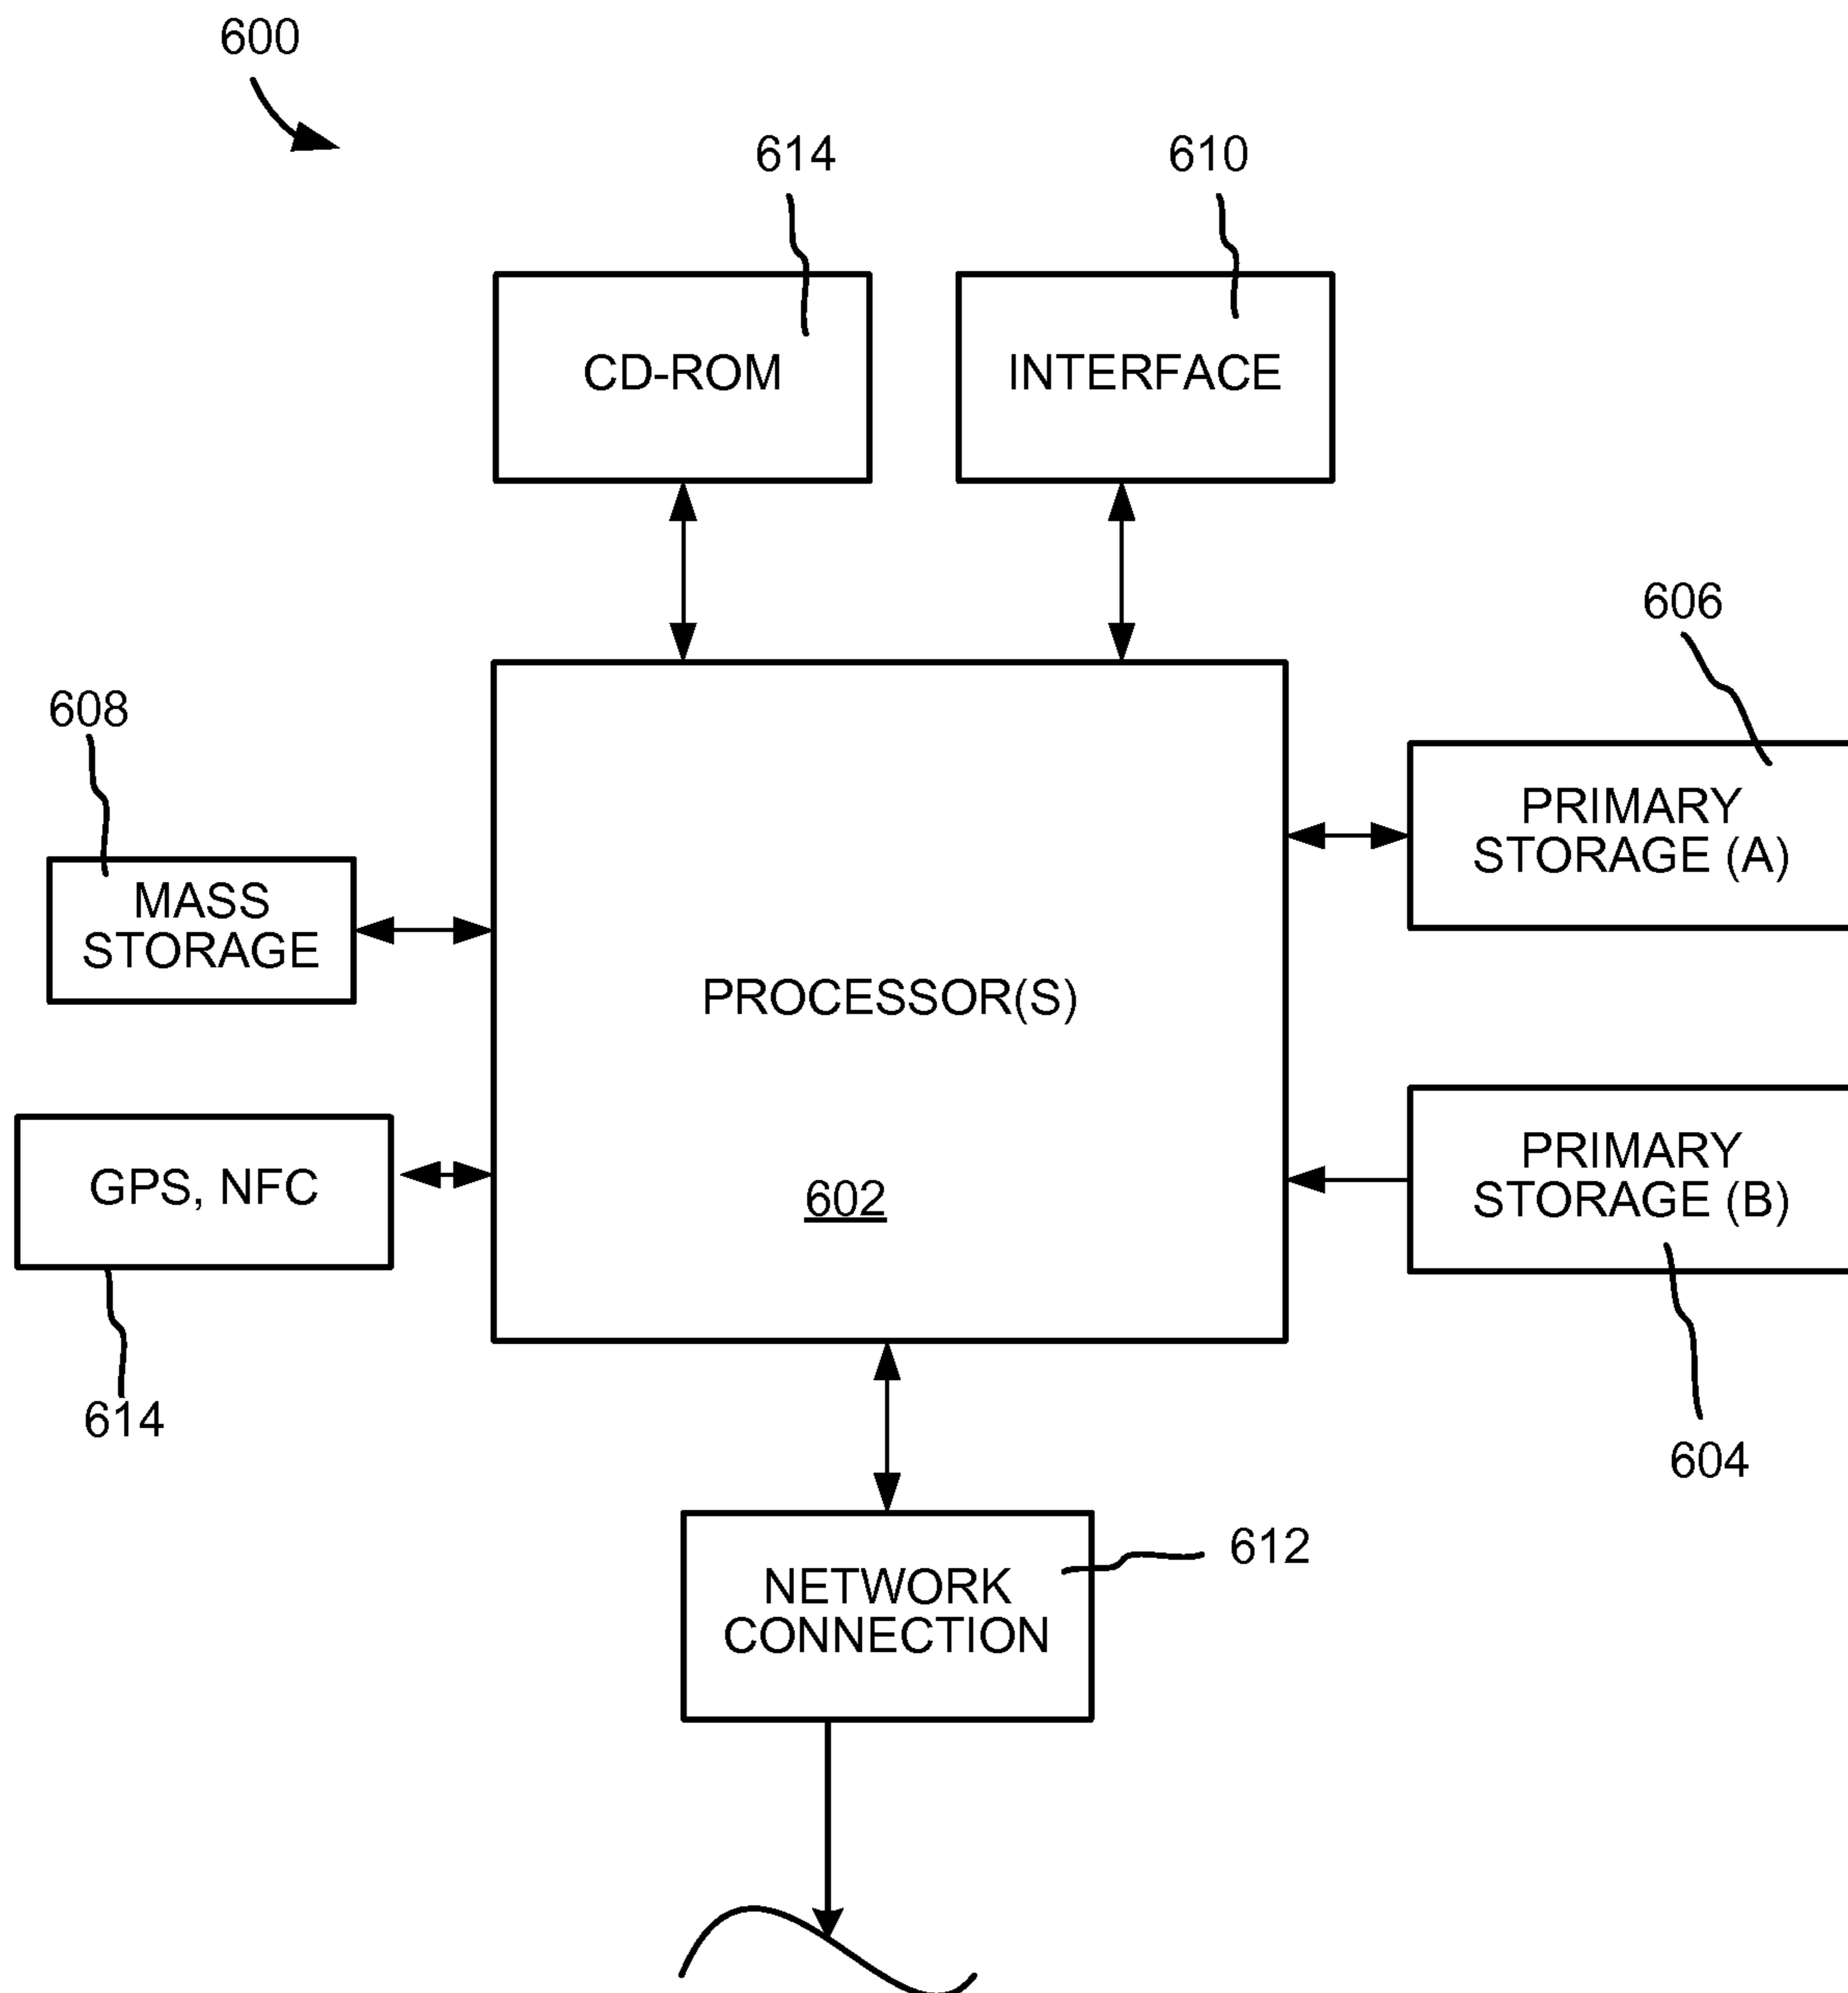 600
614
610
CD-ROM
INTERFACE
606
608
PRIMARY
STORAGE (A)
MASS
STORAGE
PROCESSOR(S)
GPS, NFC
602
PRIMARY
STORAGE (B)
614
604
612
NETWORK
CONNECTION